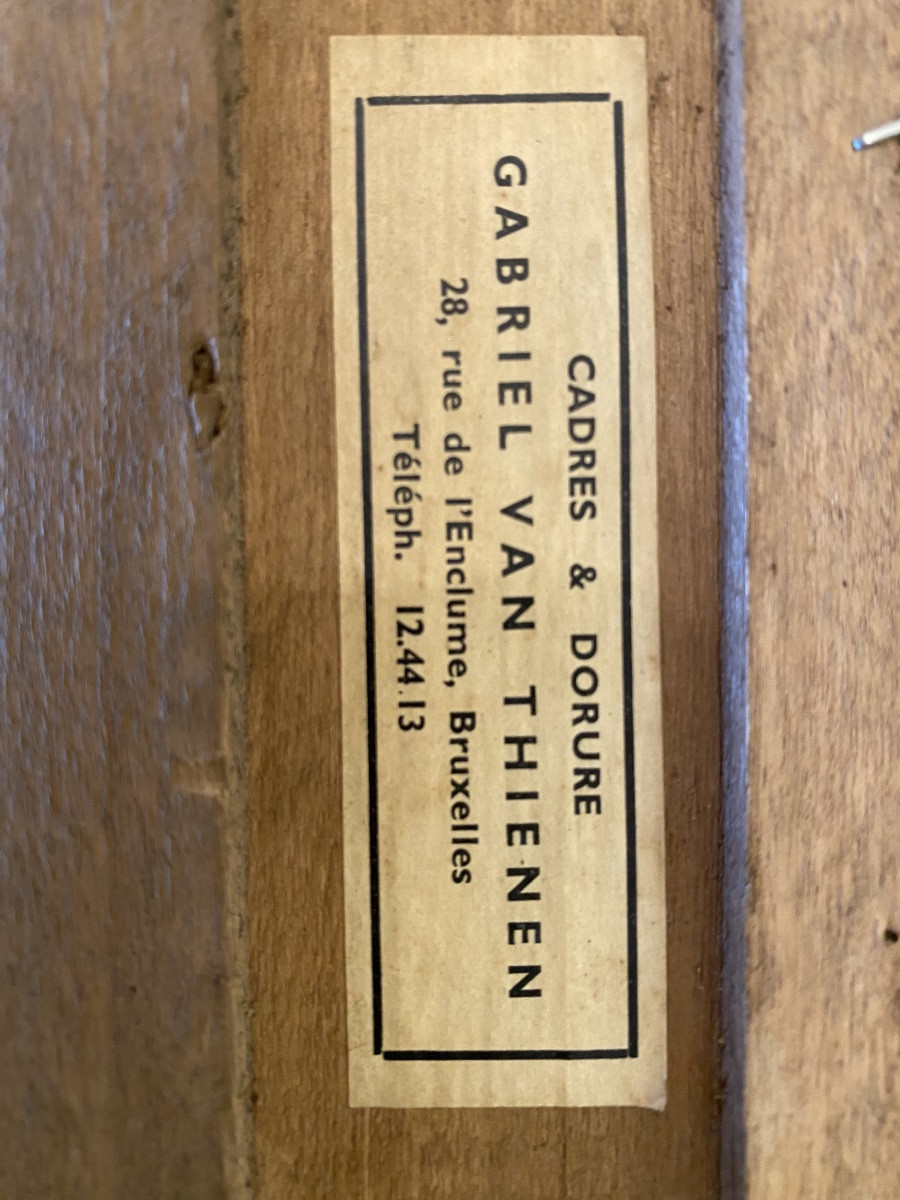 CADRES & DORURE
GABRIEL VAN THIENEN
28, rue de l'Enclume, Bruxelles
Téléph. 12.44.13